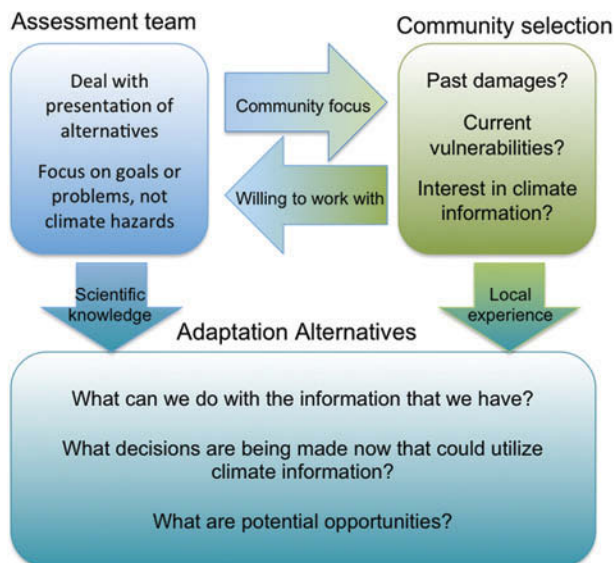 Assessment team
Deal with
presentation of
alternatives
Focus on goals or
problems, not
climate hazards
Community focus
Willing to work with
Community selection
Past damages?
Current
vulnerabilities?
Interest in climate
information?
Scientific
knowledge
Local
experience
Adaptation Alternatives
What can we do with the information that we have?
What decisions are being made now that could utilize
climate information?
What are potential opportunities?